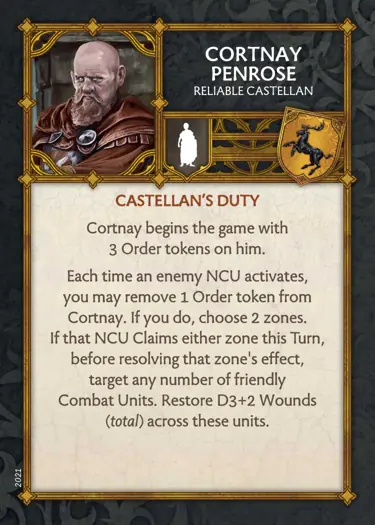 CORTNAY
PENROSE
RELIABLE CASTELLAN
CASTELLAN'S DUTY
Cortnay begins the game with
3 Order tokens on him.
Each time an enemy NCU activates,
you may remove 1 Order token from
Cortnay. If you do, choose 2 zones.
If that NCU Claims either zone this Turn,
before resolving that zone's effect,
target any number of friendly
Combat Units. Restore D3+2 Wounds
(total) across these units.
2021